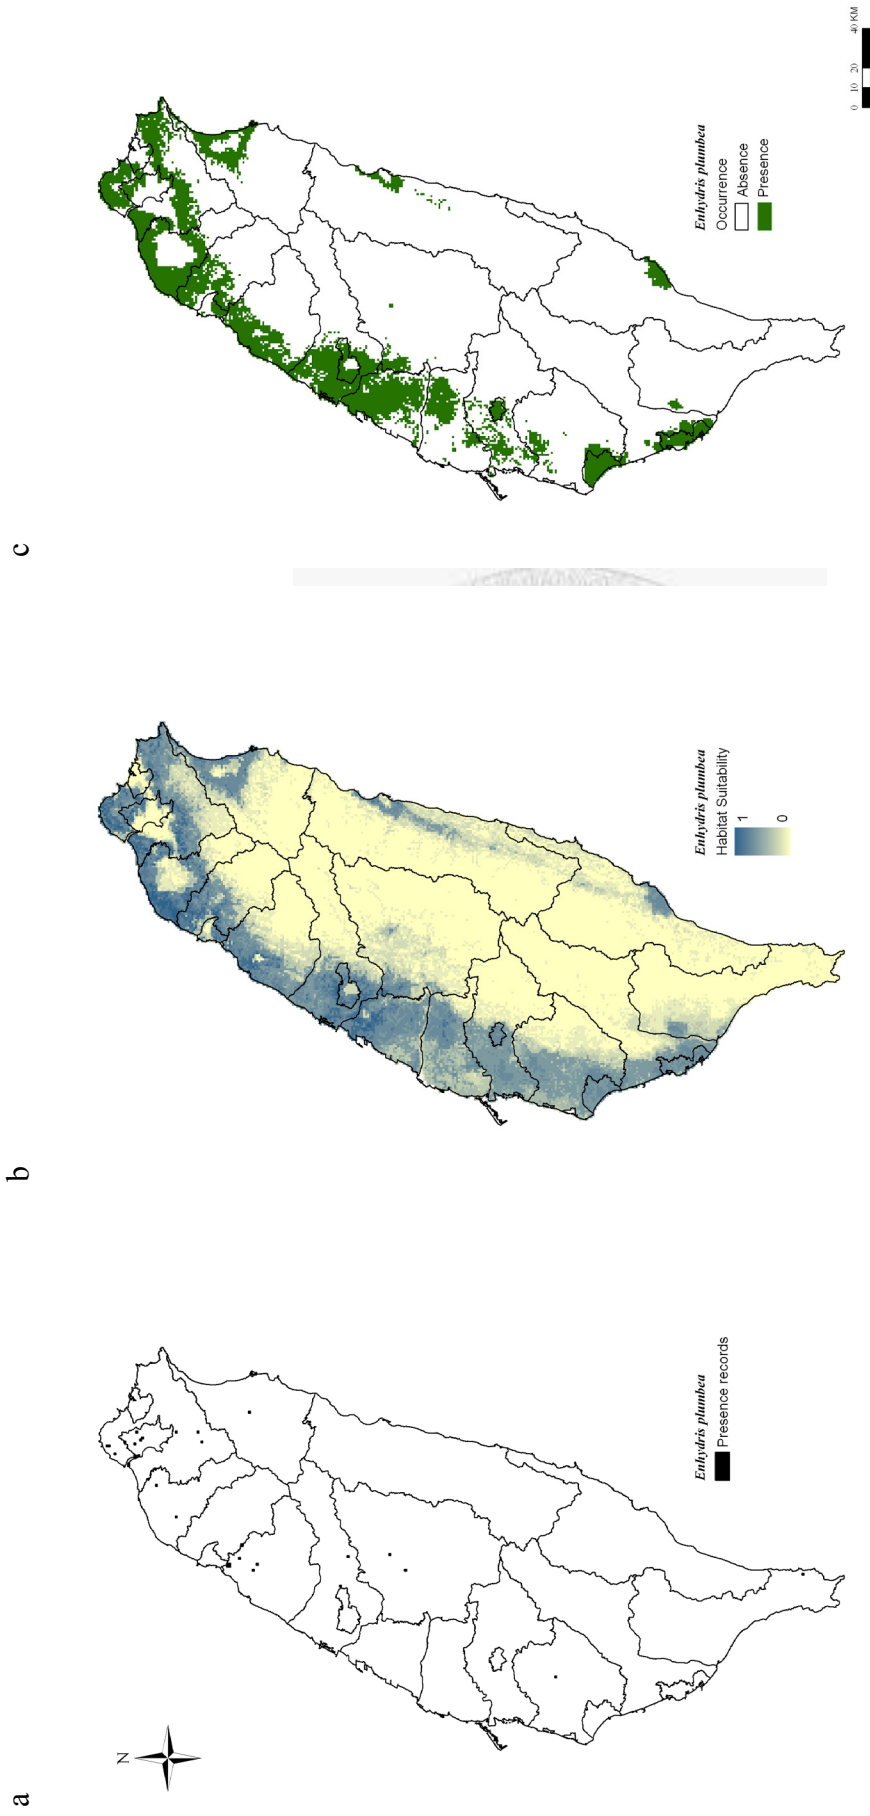 a
N
Enhydris plumbea
Presence records
b
Enhydris plumbea
Habitat Suitability
1
0
c
Enhydris plumbea
Occurrence
Absence
Presence
0 10 20 40 KM